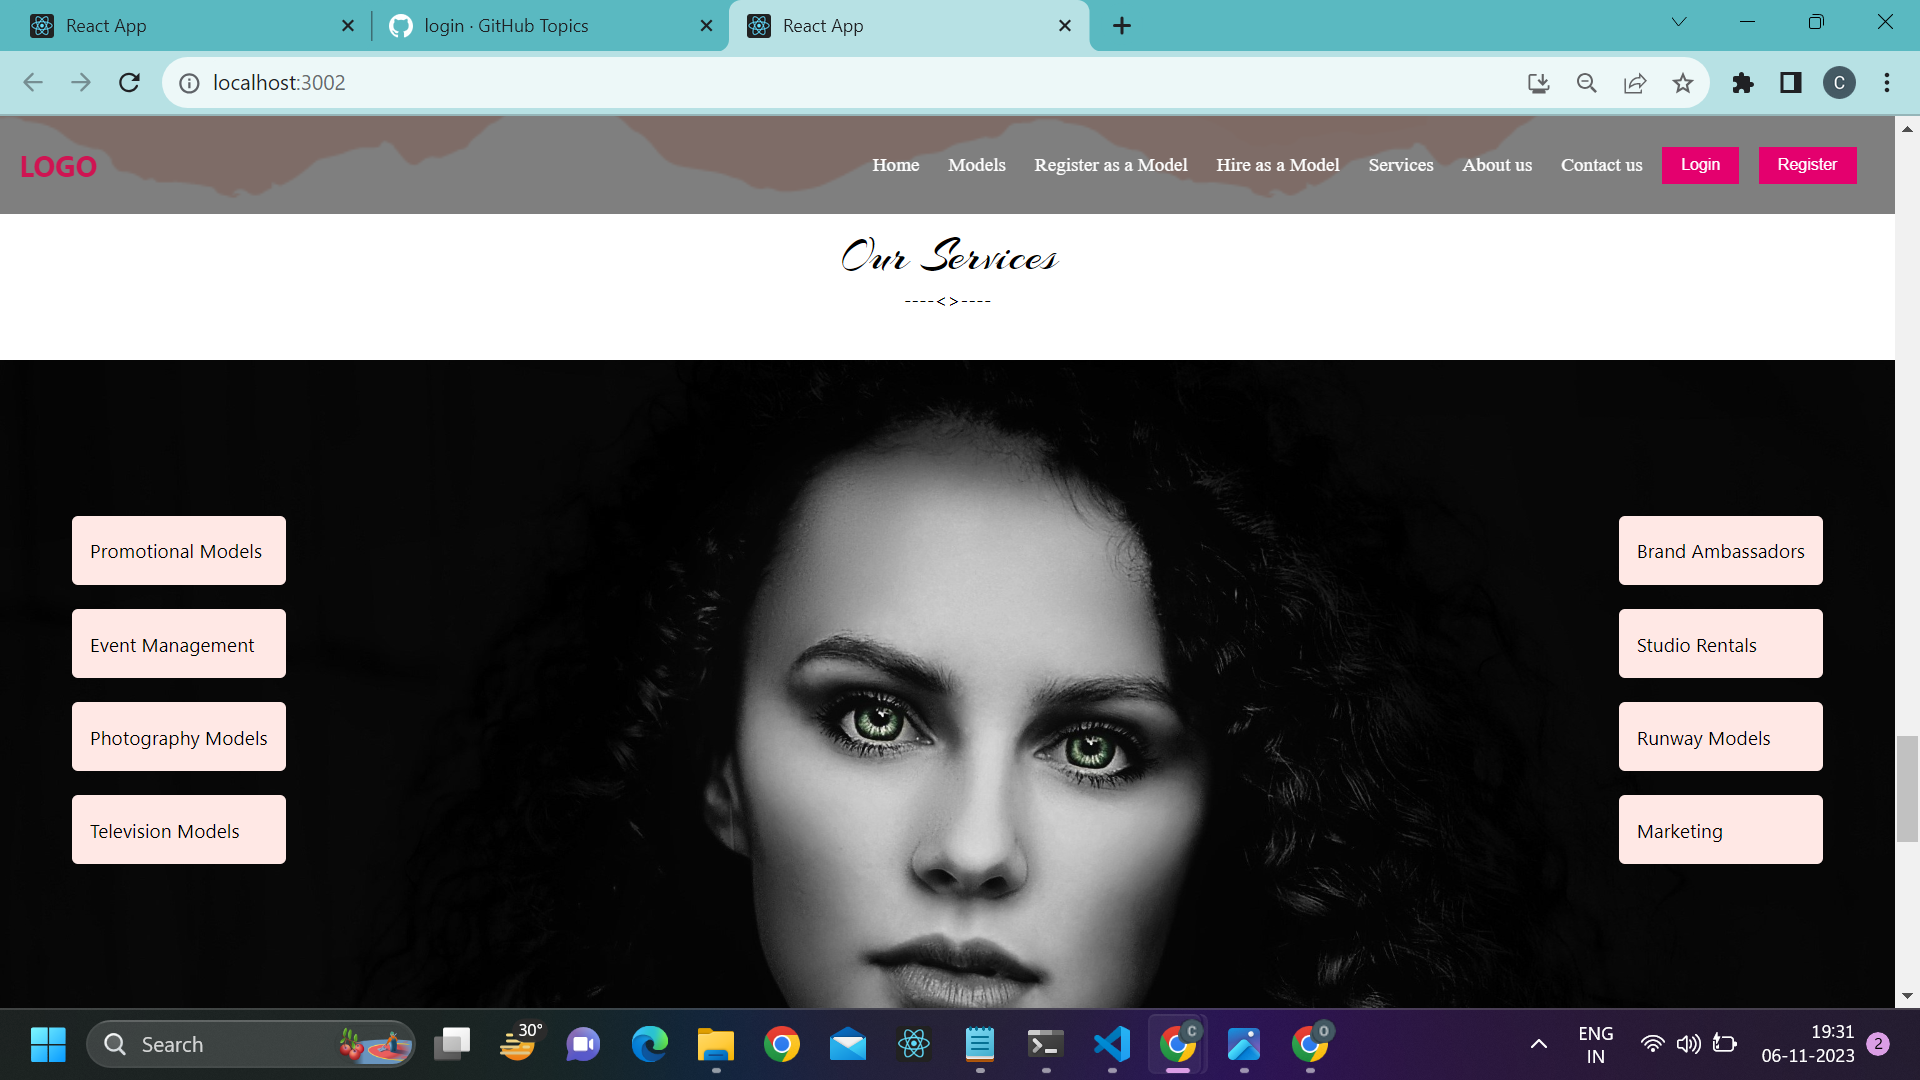 React App
login · GitHub Topics
React App
localhost:3002
C
LOGO
Home Models Register as a Model Hire as a Model Services About us Contact us Login Register
Our Services
----<>----
Promotional Models
Event Management
Photography Models
Television Models
Brand Ambassadors
Studio Rentals
Runway Models
Marketing
Search
30°
C
O
ENG
IN
19:31
06-11-2023
2